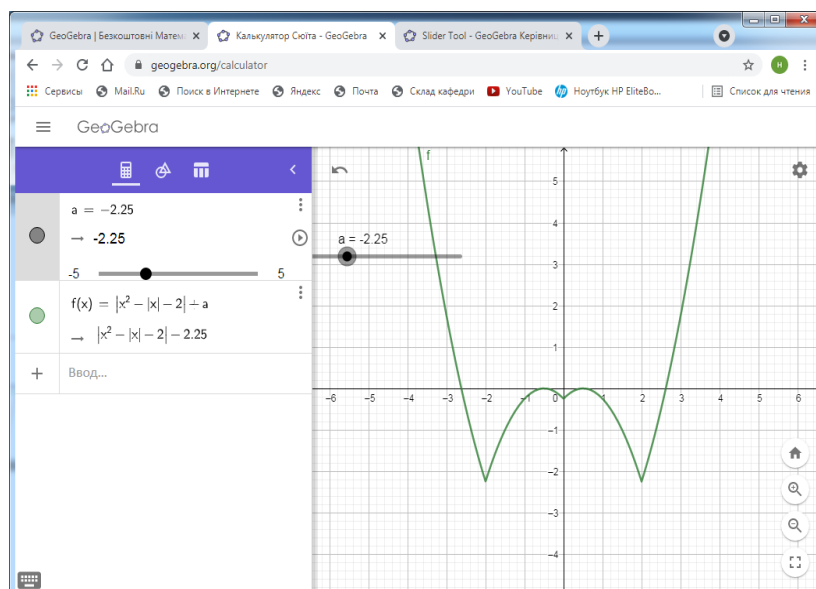 GeoGebra | Безкоштовні Матем
Калькулятор Сюїта - GeoGebra
Slider Tool - GeoGebra Керівниц
geogebra.org/calculator
H
Сервисы Mail.Ru Поиск в Интернете Яндекс Почта Склад кафедри YouTube Ноутбук HP EliteBo... Список для чтения
GeoGebra
a = −2.25
→ -2.25
-5 5
f(x) = |x² − |x| − 2| + a
→ |x² − |x| − 2| − 2.25
+ Ввод...
f
a = -2.25
5
4
3
2
1
−6 −5 −4 −3 −2 −1 0 1 2 3 4 5 6
−1
−2
−3
−4